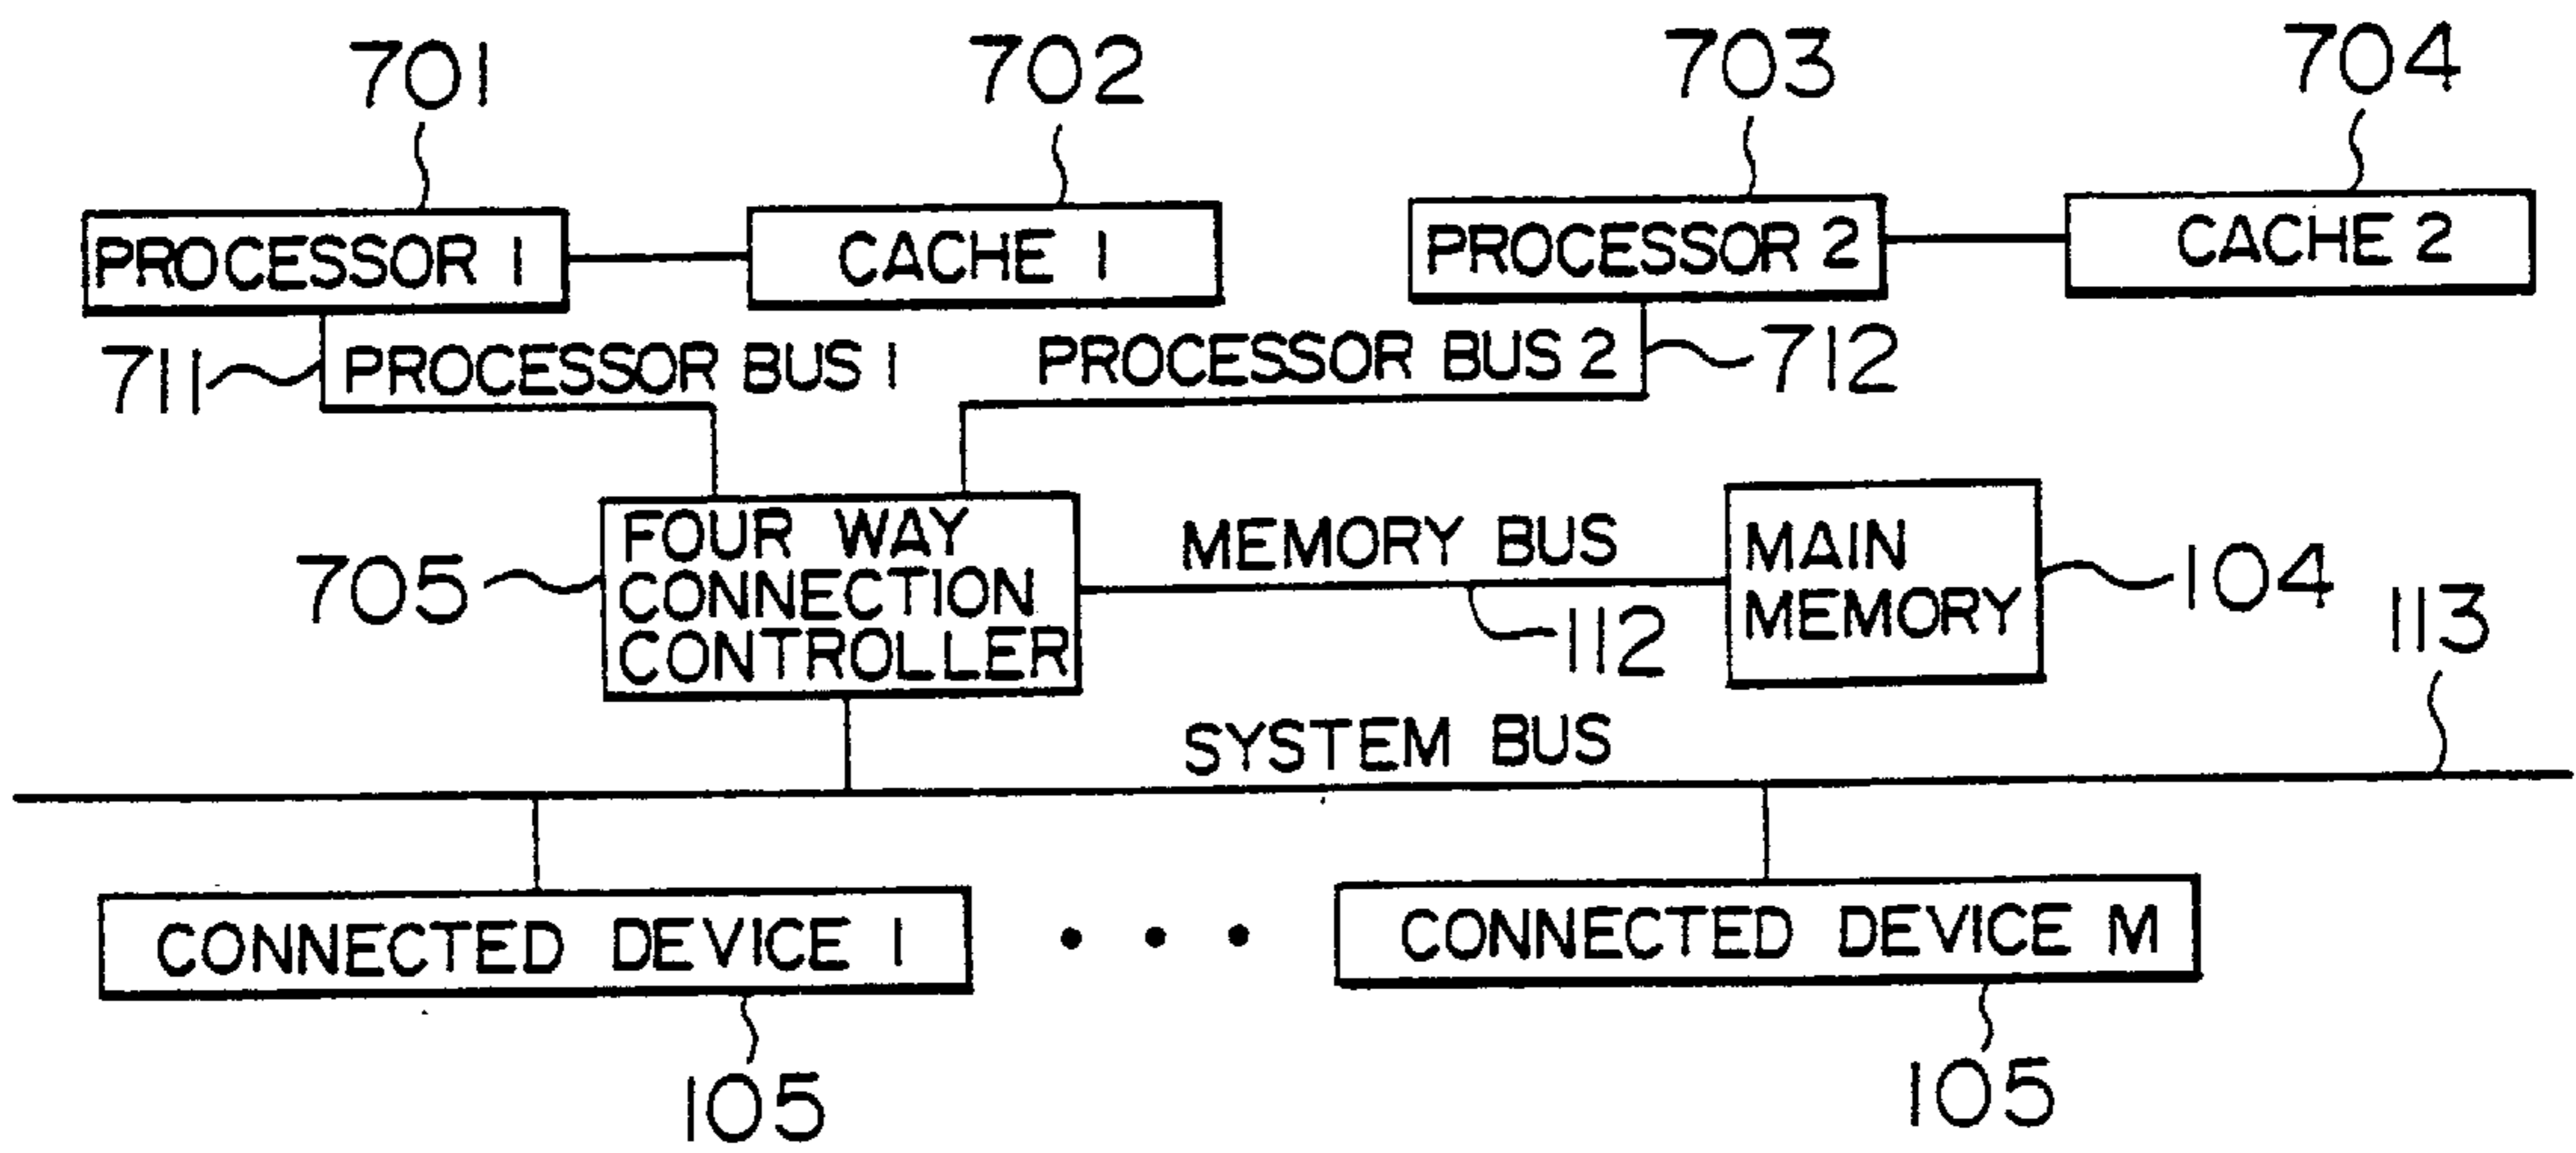 701
702
703
704
PROCESSOR 1
CACHE 1
PROCESSOR 2
CACHE 2
711
PROCESSOR BUS 1
PROCESSOR BUS 2
712
705
FOUR WAY
CONNECTION
CONTROLLER
MEMORY BUS
112
MAIN
MEMORY
104
113
SYSTEM BUS
CONNECTED DEVICE 1
CONNECTED DEVICE M
105
105